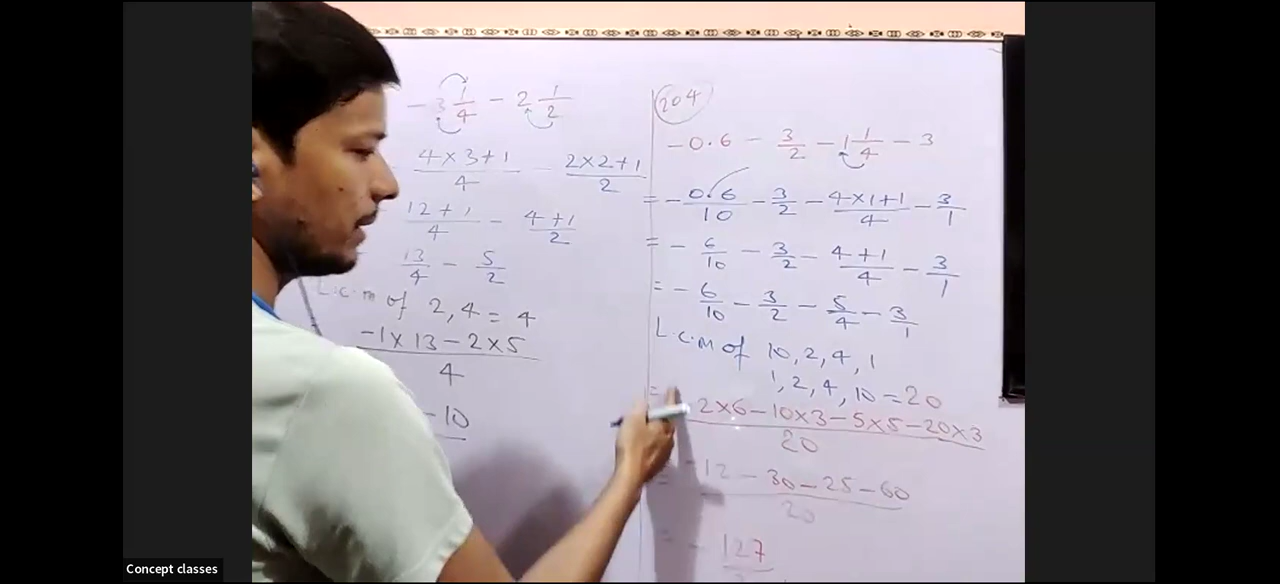 - 3 1/4 - 2 1/2
4×3+1/4 - 2×2+1/2
12+1/4 - 4+1/2
13/4 - 5/2
L.C.M of 2, 4 = 4
-1×13-2×5/4
-10
204
-0.6 - 3/2 - 1 1/4 - 3
= - 0.6/10 - 3/2 - 4×1+1/4 - 3/1
= - 6/10 - 3/2 - 4+1/4 - 3/1
= - 6/10 - 3/2 - 5/4 - 3/1
L.C.M of 10, 2, 4, 1
1, 2, 4, 10 = 20
= 2×6-10×3-5×5-20×3/20
= -12-30-25-60/20
= - 127
Concept classes